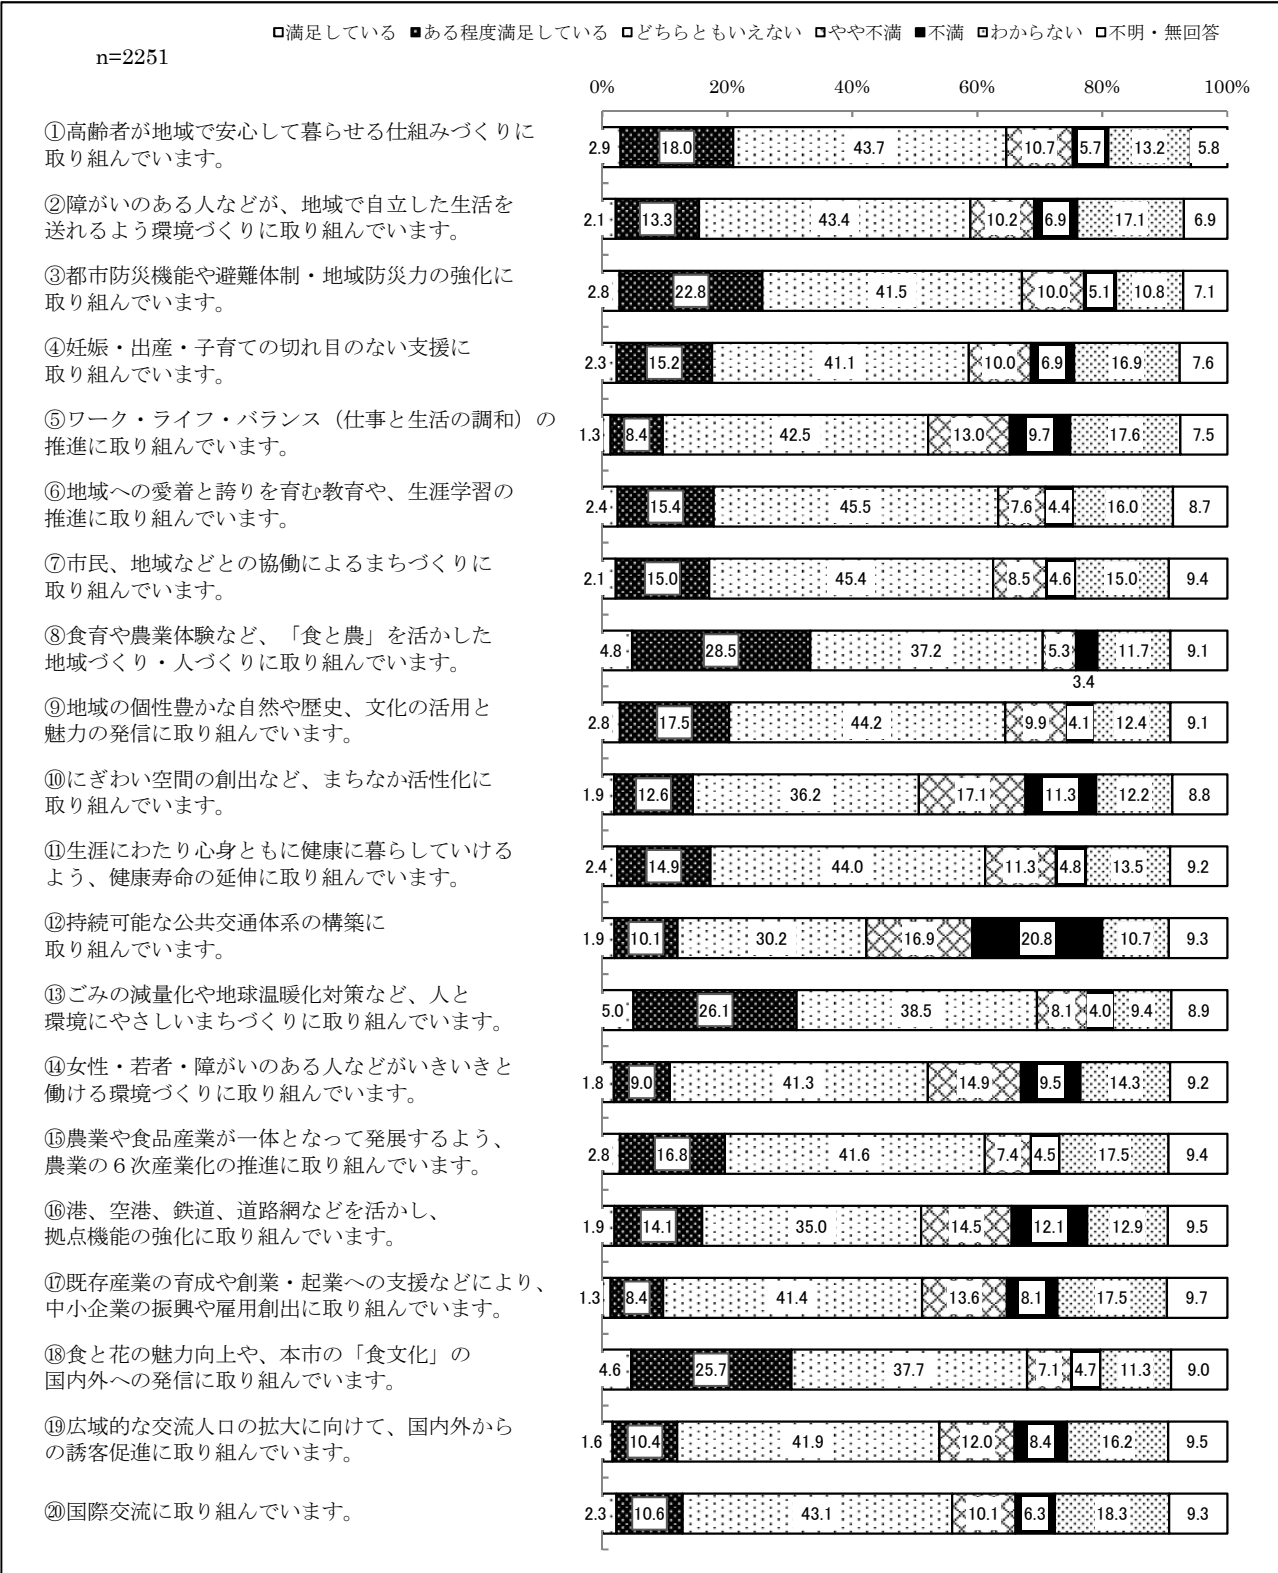 □満足している ■ある程度満足している □どちらともいえない □やや不満 ■不満 □わからない □不明・無回答
n=2251
0% 20% 40% 60% 80% 100%
①高齢者が地域で安心して暮らせる仕組みづくりに
取り組んでいます。
2.9 18.0 43.7 10.7 5.7 13.2 5.8
②障がいのある人などが、地域で自立した生活を
送れるよう環境づくりに取り組んでいます。
2.1 13.3 43.4 10.2 6.9 17.1 6.9
③都市防災機能や避難体制・地域防災力の強化に
取り組んでいます。
2.8 22.8 41.5 10.0 5.1 10.8 7.1
④妊娠・出産・子育ての切れ目のない支援に
取り組んでいます。
2.3 15.2 41.1 10.0 6.9 16.9 7.6
⑤ワーク・ライフ・バランス（仕事と生活の調和）の
推進に取り組んでいます。
1.3 8.4 42.5 13.0 9.7 17.6 7.5
⑥地域への愛着と誇りを育む教育や、生涯学習の
推進に取り組んでいます。
2.4 15.4 45.5 7.6 4.4 16.0 8.7
⑦市民、地域などとの協働によるまちづくりに
取り組んでいます。
2.1 15.0 45.4 8.5 4.6 15.0 9.4
⑧食育や農業体験など、「食と農」を活かした
地域づくり・人づくりに取り組んでいます。
4.8 28.5 37.2 5.3 11.7 9.1
3.4
⑨地域の個性豊かな自然や歴史、文化の活用と
魅力の発信に取り組んでいます。
2.8 17.5 44.2 9.9 4.1 12.4 9.1
⑩にぎわい空間の創出など、まちなか活性化に
取り組んでいます。
1.9 12.6 36.2 17.1 11.3 12.2 8.8
⑪生涯にわたり心身ともに健康に暮らしていける
よう、健康寿命の延伸に取り組んでいます。
2.4 14.9 44.0 11.3 4.8 13.5 9.2
⑫持続可能な公共交通体系の構築に
取り組んでいます。
1.9 10.1 30.2 16.9 20.8 10.7 9.3
⑬ごみの減量化や地球温暖化対策など、人と
環境にやさしいまちづくりに取り組んでいます。
5.0 26.1 38.5 8.1 4.0 9.4 8.9
⑭女性・若者・障がいのある人などがいきいきと
働ける環境づくりに取り組んでいます。
1.8 9.0 41.3 14.9 9.5 14.3 9.2
⑮農業や食品産業が一体となって発展するよう、
農業の６次産業化の推進に取り組んでいます。
2.8 16.8 41.6 7.4 4.5 17.5 9.4
⑯港、空港、鉄道、道路網などを活かし、
拠点機能の強化に取り組んでいます。
1.9 14.1 35.0 14.5 12.1 12.9 9.5
⑰既存産業の育成や創業・起業への支援などにより、
中小企業の振興や雇用創出に取り組んでいます。
1.3 8.4 41.4 13.6 8.1 17.5 9.7
⑱食と花の魅力向上や、本市の「食文化」の
国内外への発信に取り組んでいます。
4.6 25.7 37.7 7.1 4.7 11.3 9.0
⑲広域的な交流人口の拡大に向けて、国内外から
の誘客促進に取り組んでいます。
1.6 10.4 41.9 12.0 8.4 16.2 9.5
⑳国際交流に取り組んでいます。
2.3 10.6 43.1 10.1 6.3 18.3 9.3